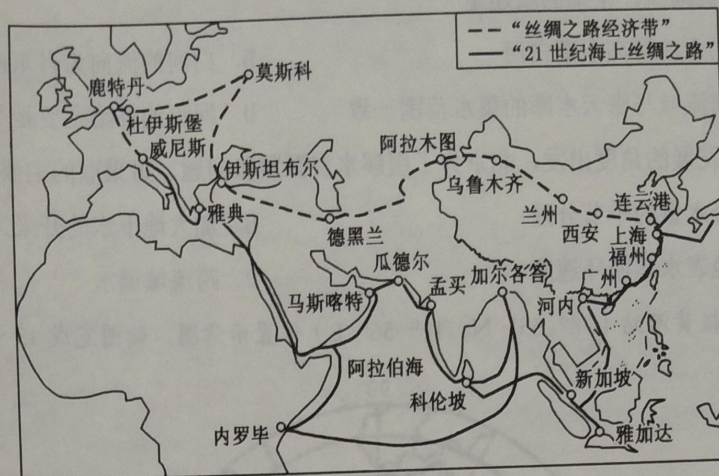 “丝绸之路经济带”
“21世纪海上丝绸之路”
莫斯科
鹿特丹
杜伊斯堡
威尼斯
伊斯坦布尔
阿拉木图
乌鲁木齐
雅典
德黑兰
兰州
西安
连云港
上海
福州
广州
瓜德尔
加尔各答
马斯喀特
孟买
河内
阿拉伯海
科伦坡
新加坡
内罗毕
雅加达